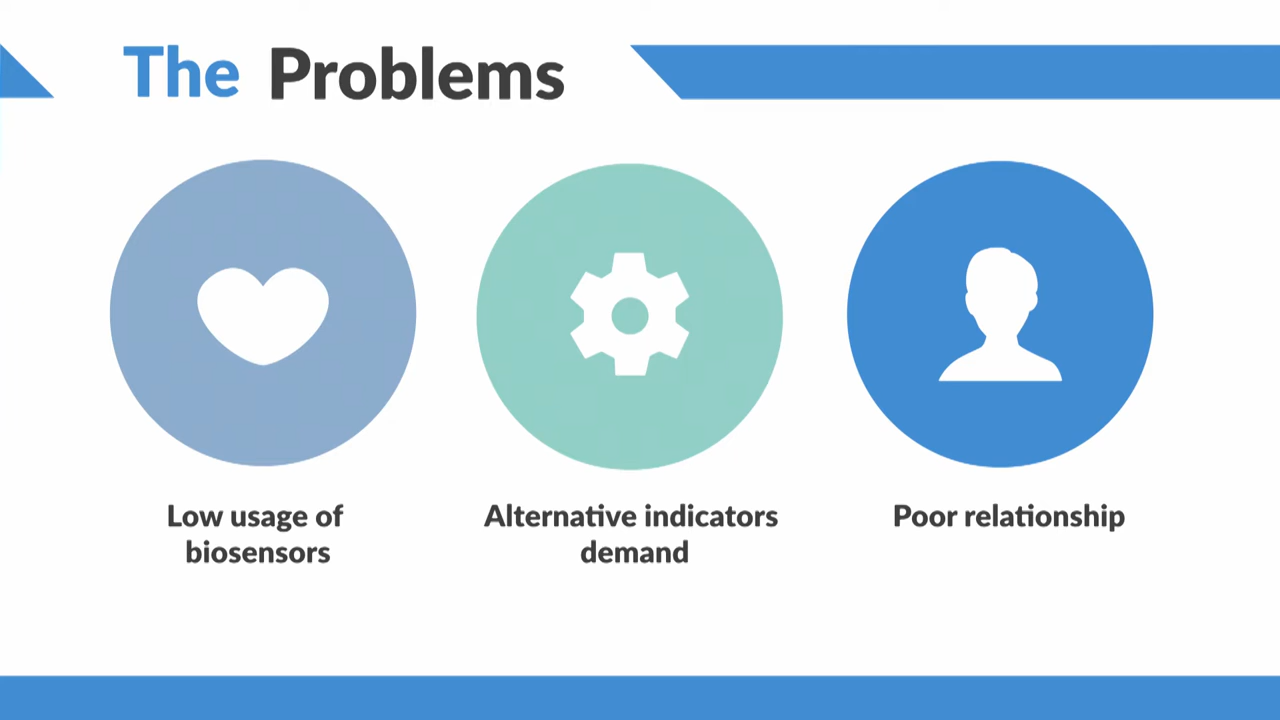 The Problems
Low usage of
biosensors
Alternative indicators
demand
Poor relationship